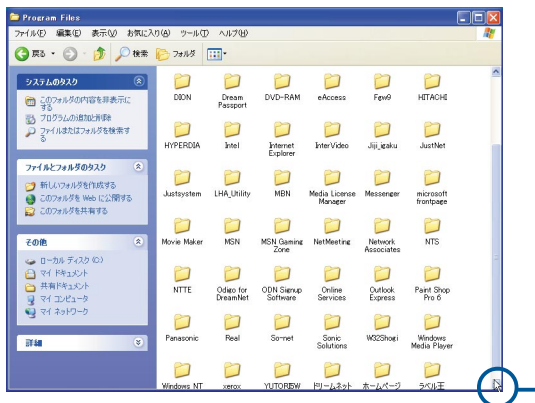 Program Files
ファイル(F) 編集(E) 表示(V) お気に入り(A) ツール(T) ヘルプ(H)
戻る 検索 フォルダ
システムのタスク
このフォルダの内容を非表示に
する
プログラムの追加と削除
ファイルまたはフォルダを検索す
る
ファイルとフォルダのタスク
新しいフォルダを作成する
このフォルダを Web に公開する
このフォルダを共有する
その他
ローカル ディスク (C:)
マイ ドキュメント
共有ドキュメント
マイ コンピュータ
マイ ネットワーク
詳細
DION
Dream
Passport
DVD-RAM
eAccess
Fgw9
HITACHI
HYPERDIA
Intel
Internet
Explorer
InterVideo
Jiji_igaku
JustNet
Justsystem
LHA_Utility
MBN
Media License
Manager
Messenger
microsoft
frontpage
Movie Maker
MSN
MSN Gaming
Zone
NetMeeting
Network
Associates
NTS
NTTE
Odigo for
DreamNet
ODN Signup
Software
Online
Services
Outlook
Express
Paint Shop
Pro 6
Panasonic
Real
So-net
Sonic
Solutions
W32Shogi
Windows
Media Player
Windows NT
xerox
YUTORISW
ドリームネット
ホームページ
ラベル王